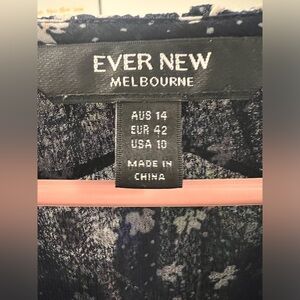 EVER NEW
MELBOURNE
AUS 14
EUR 42
USA 10
MADE IN
CHINA